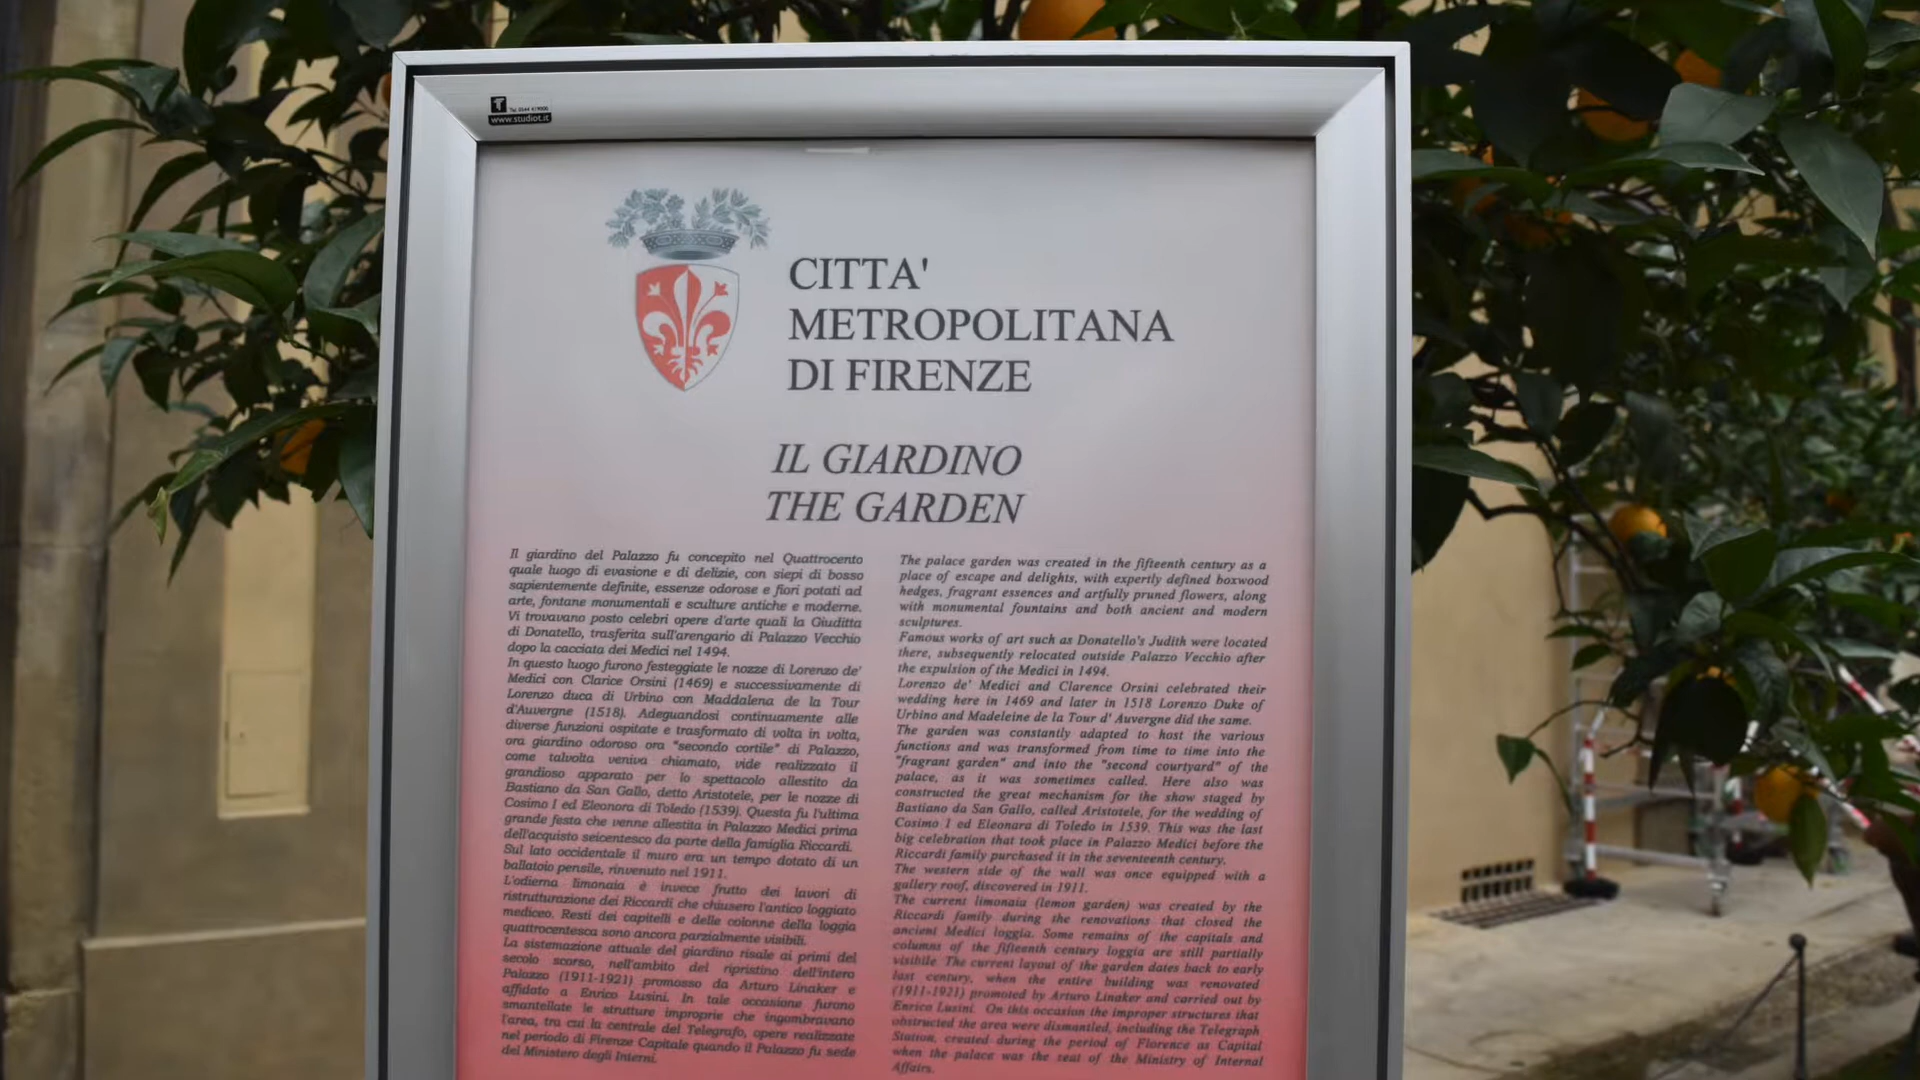 Tel. 0544 419006
www.studiot.it
CITTA'
METROPOLITANA
DI FIRENZE
IL GIARDINO
THE GARDEN
Il giardino del Palazzo fu concepito nel Quattrocento
quale luogo di evasione e di delizie, con siepi di bosso
sapientemente definite, essenze odorose e fiori potati ad
arte, fontane monumentali e sculture antiche e moderne.
Vi trovavano posto celebri opere d'arte quali la Giuditta
di Donatello, trasferita sull'arengario di Palazzo Vecchio
dopo la cacciata dei Medici nel 1494.
In questo luogo furono festeggiate le nozze di Lorenzo de'
Medici con Clarice Orsini (1469) e successivamente di
Lorenzo duca di Urbino con Maddalena de la Tour
d'Auvergne (1518). Adeguandosi continuamente alle
diverse funzioni ospitate e trasformato di volta in volta,
ora giardino odoroso ora "secondo cortile" di Palazzo,
come talvolta veniva chiamato, vide realizzato il
grandioso apparato per lo spettacolo allestito da
Bastiano da San Gallo, detto Aristotele, per le nozze di
Cosimo I ed Eleonora di Toledo (1539). Questa fu l'ultima
grande festa che venne allestita in Palazzo Medici prima
dell'acquisto seicentesco da parte della famiglia Riccardi.
Sul lato occidentale il muro era un tempo dotato di un
ballatoio pensile, rinvenuto nel 1911.
L'odierna limonaia è invece frutto dei lavori di
ristrutturazione dei Riccardi che chiusero l'antico loggiato
mediceo. Resti dei capitelli e delle colonne della loggia
quattrocentesca sono ancora parzialmente visibili.
La sistemazione attuale del giardino risale ai primi del
secolo scorso, nell'ambito del ripristino dell'intero
Palazzo (1911-1921) promosso da Arturo Linaker e
affidato a Enrico Lusini. In tale occasione furono
smantellate le strutture improprie che ingombravano
l'area, tra cui la centrale del Telegrafo, opere realizzate
nel periodo di Firenze Capitale quando il Palazzo fu sede
del Ministero degli Interni.
The palace garden was created in the fifteenth century as a
place of escape and delights, with expertly defined boxwood
hedges, fragrant essences and artfully pruned flowers, along
with monumental fountains and both ancient and modern
sculptures.
Famous works of art such as Donatello's Judith were located
there, subsequently relocated outside Palazzo Vecchio after
the expulsion of the Medici in 1494.
Lorenzo de' Medici and Clarence Orsini celebrated their
wedding here in 1469 and later in 1518 Lorenzo Duke of
Urbino and Madeleine de la Tour d' Auvergne did the same.
The garden was constantly adapted to host the various
functions and was transformed from time to time into the
"fragrant garden" and into the "second courtyard" of the
palace, as it was sometimes called. Here also was
constructed the great mechanism for the show staged by
Bastiano da San Gallo, called Aristotele, for the wedding of
Cosimo I ed Eleonara di Toledo in 1539. This was the last
big celebration that took place in Palazzo Medici before the
Riccardi family purchased it in the seventeenth century.
The western side of the wall was once equipped with a
gallery roof, discovered in 1911.
The current limonaia (lemon garden) was created by the
Riccardi family during the renovations that closed the
ancient Medici loggia. Some remains of the capitals and
columns of the fifteenth century loggia are still partially
visibile. The current layout of the garden dates back to early
last century, when the entire building was renovated
(1911-1921) promoted by Arturo Linaker and carried out by
Enrico Lusini. On this occasion the improper structures that
obstructed the area were dismantled, including the Telegraph
Station, created during the period of Florence as Capital
when the palace was the seat of the Ministry of Internal
Affairs.